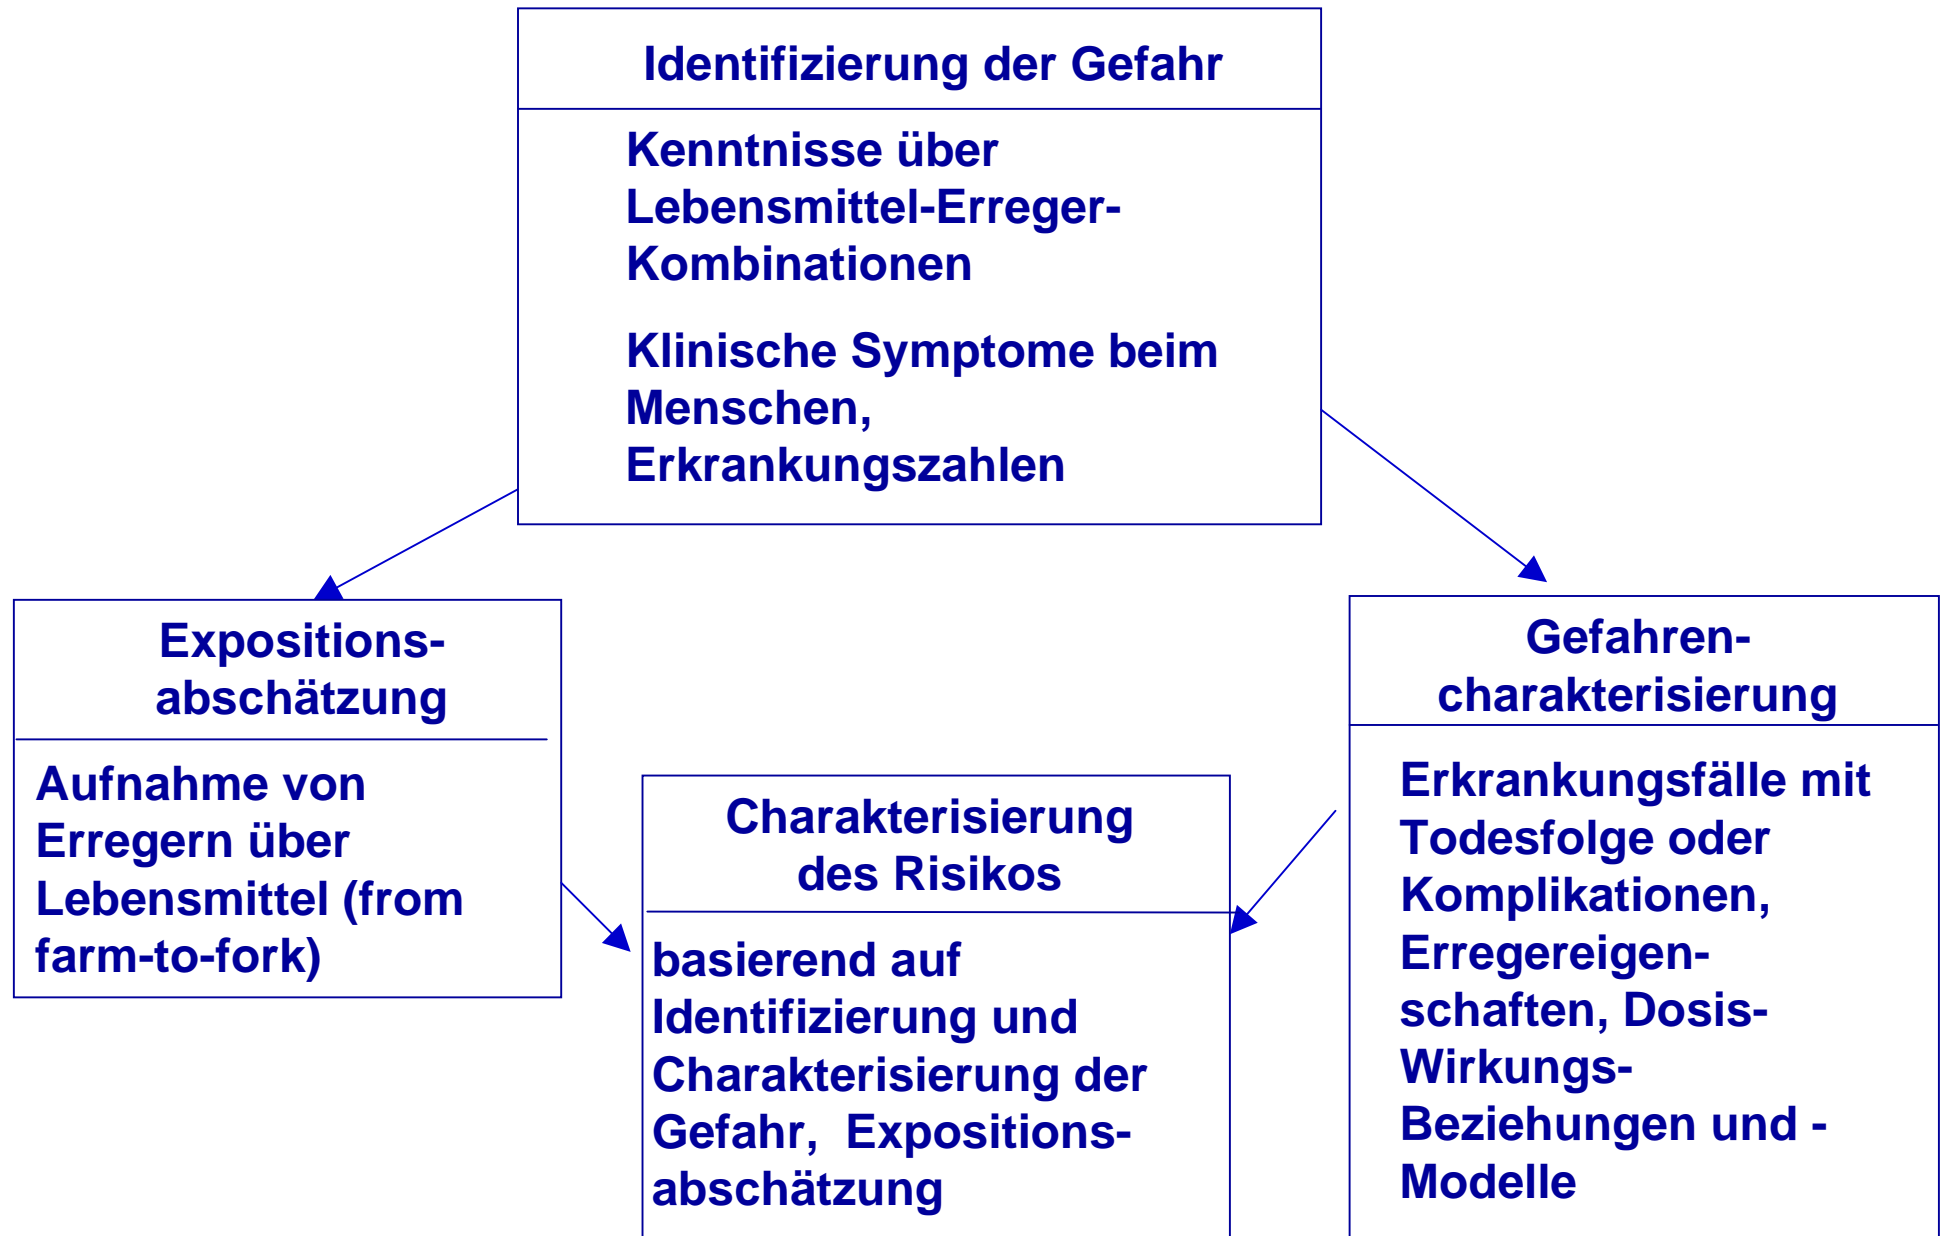 Identifizierung der Gefahr
Kenntnisse über
Lebensmittel-Erreger-
Kombinationen
Klinische Symptome beim
Menschen,
Erkrankungszahlen
Expositions-
abschätzung
Aufnahme von
Erregern über
Lebensmittel (from
farm-to-fork)
Charakterisierung
des Risikos
basierend auf
Identifizierung und
Charakterisierung der
Gefahr,  Expositions-
abschätzung
Gefahren-
charakterisierung
Erkrankungsfälle mit
Todesfolge oder
Komplikationen,
Erregereigen-
schaften, Dosis-
Wirkungs-
Beziehungen und -
Modelle